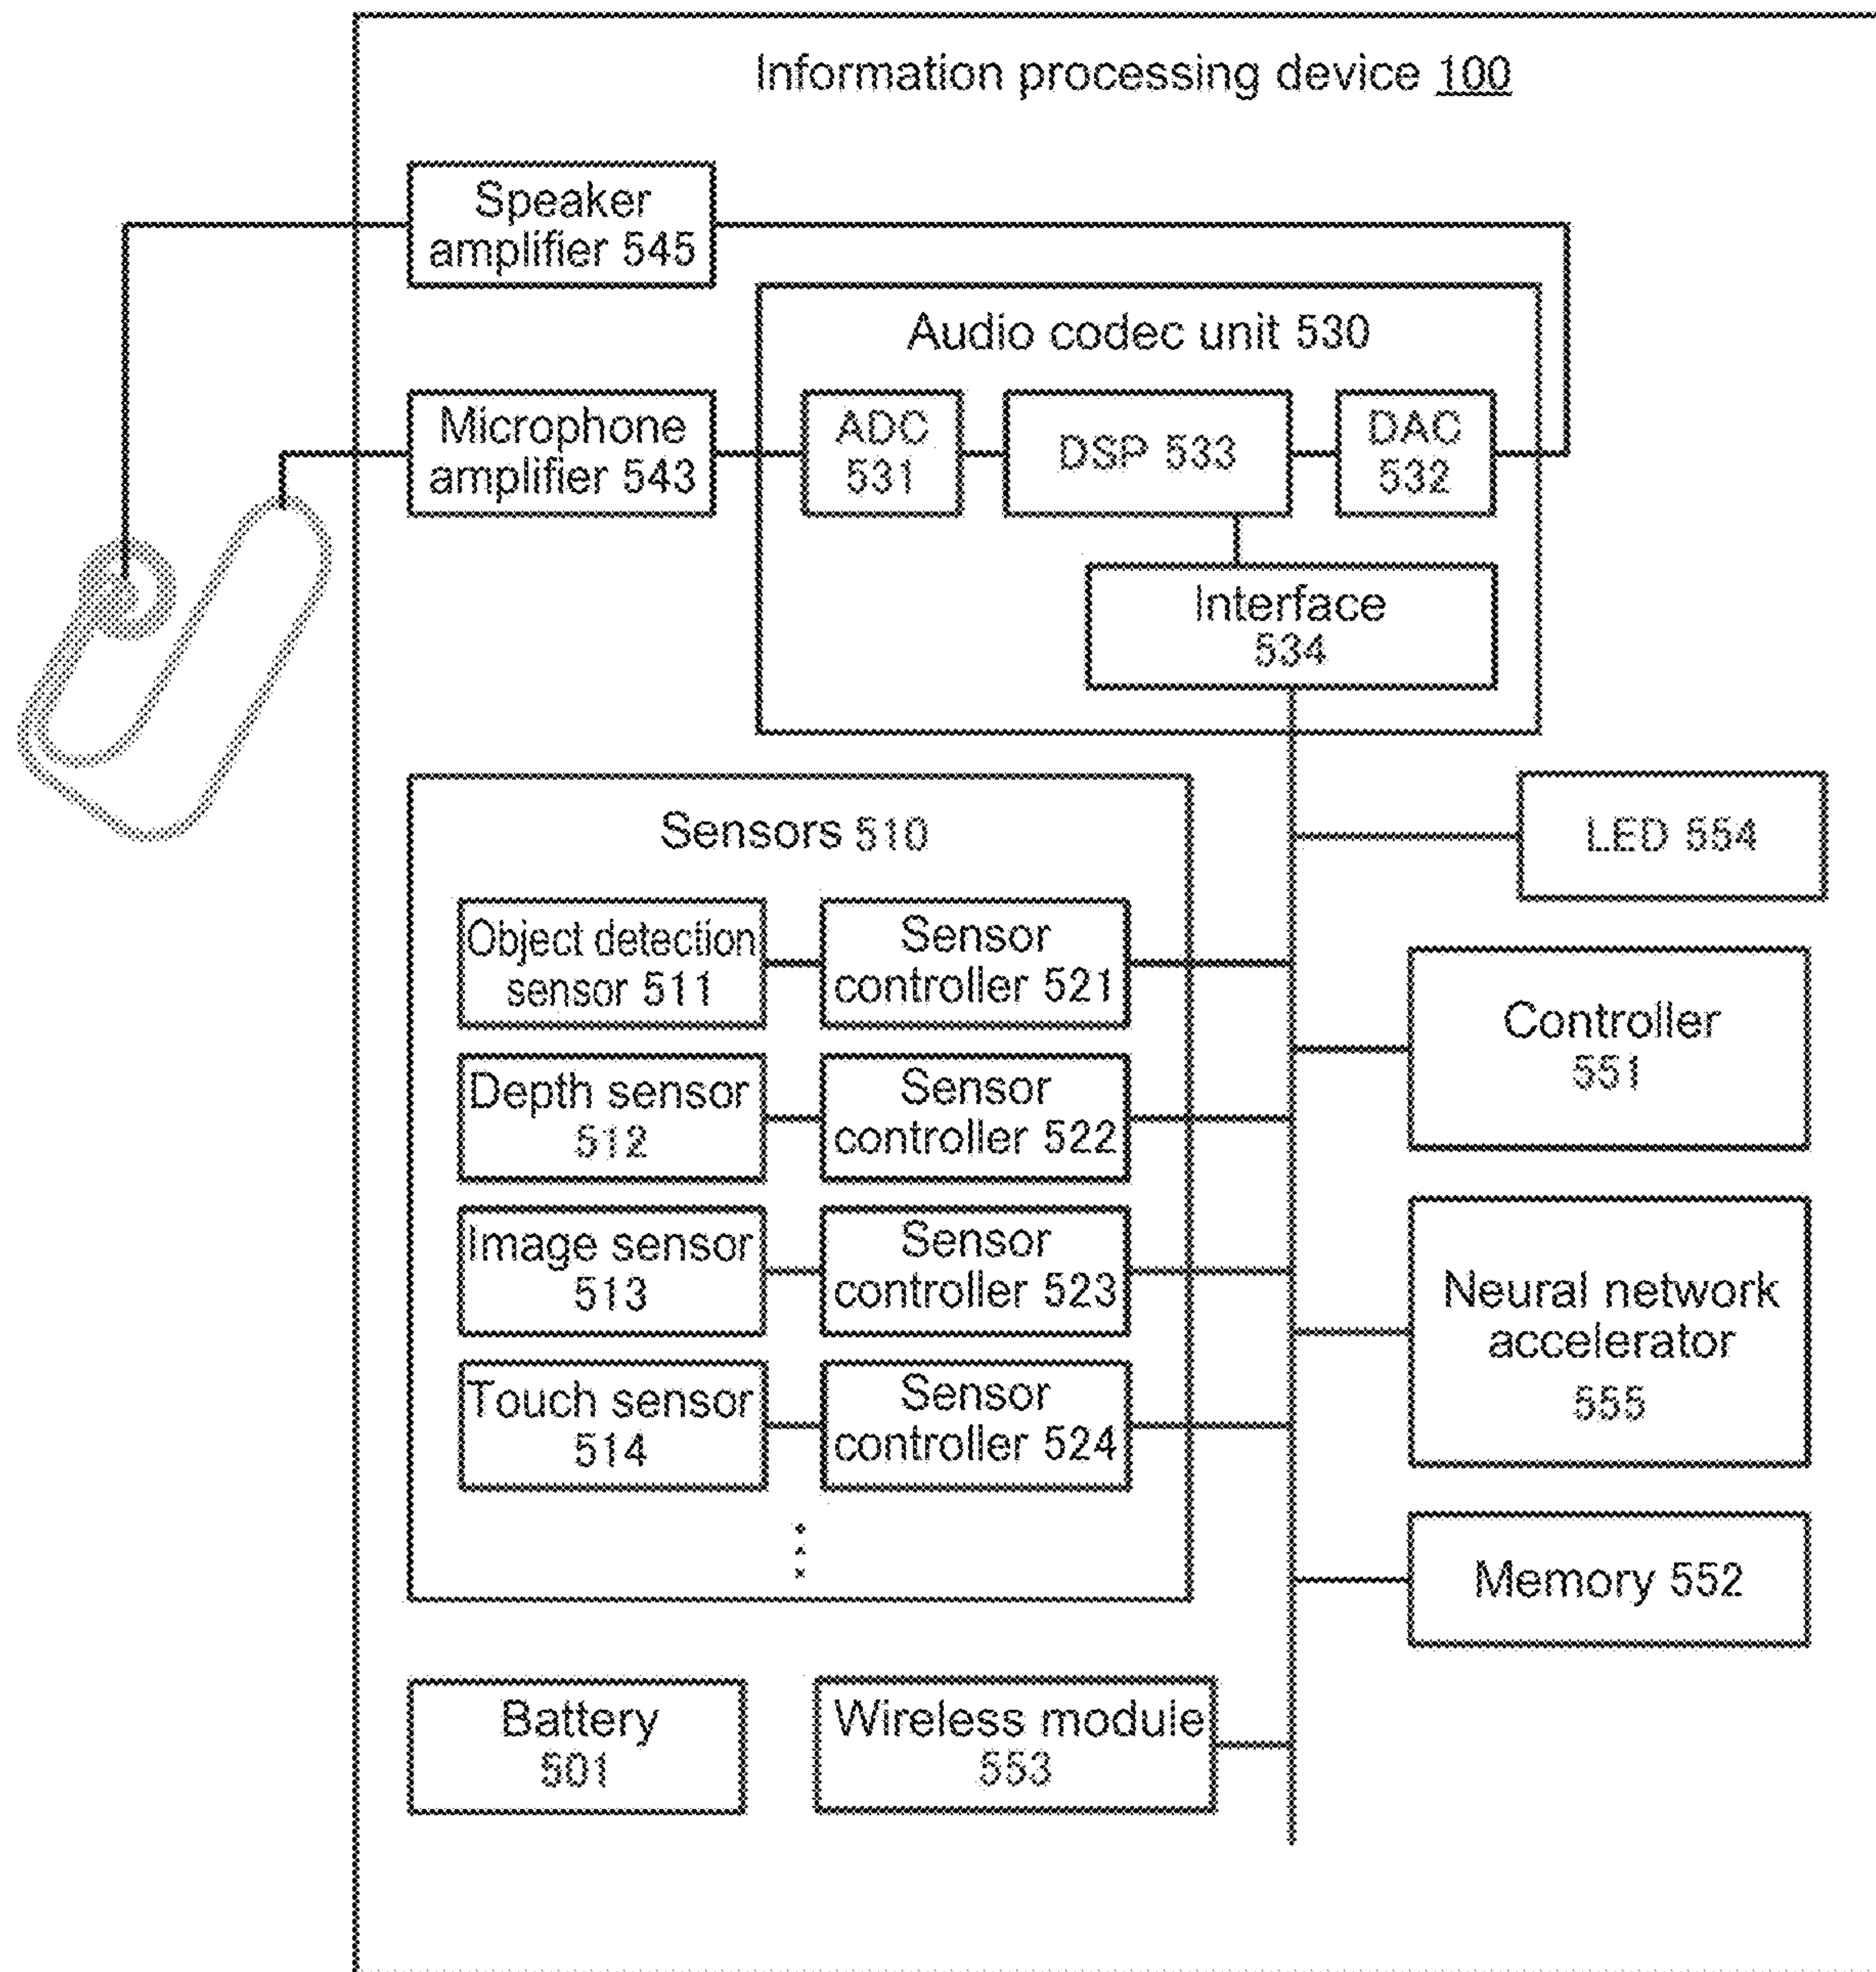 Information processing device 100
Speaker
amplifier 545
Audio codec unit 530
Microphone
amplifier 543
ADC
531
DSP 533
DAC
532
Interface
534
Sensors 510
LED 554
Object detection
sensor 511
Sensor
controller 521
Controller
551
Depth sensor
512
Sensor
controller 522
Image sensor
513
Sensor
controller 523
Neural network
accelerator
555
Touch sensor
514
Sensor
controller 524
Memory 552
Battery
501
Wireless module
553